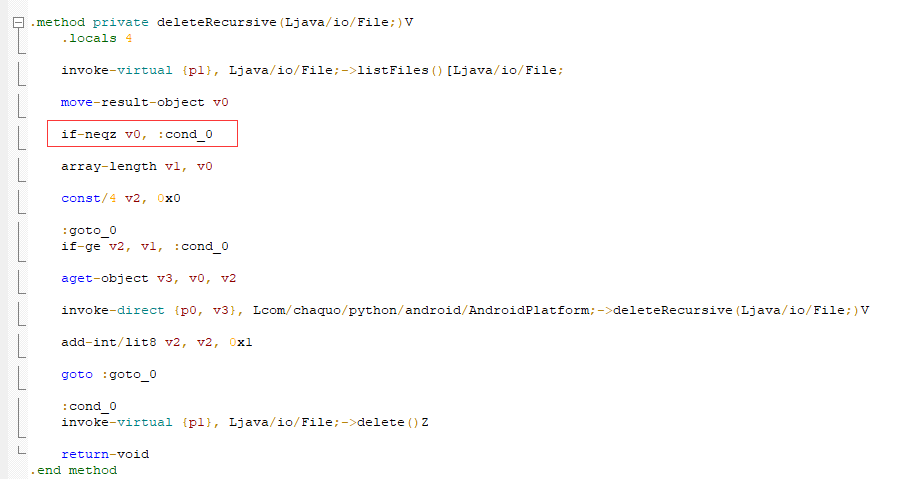 .method private deleteRecursive(Ljava/io/File;)V
.locals 4
invoke-virtual {p1}, Ljava/io/File;->listFiles()[Ljava/io/File;
move-result-object v0
if-neqz v0, :cond_0
array-length v1, v0
const/4 v2, 0x0
:goto_0
if-ge v2, v1, :cond_0
aget-object v3, v0, v2
invoke-direct {p0, v3}, Lcom/chaquo/python/android/AndroidPlatform;->deleteRecursive(Ljava/io/File;)V
add-int/lit8 v2, v2, 0x1
goto :goto_0
:cond_0
invoke-virtual {p1}, Ljava/io/File;->delete()Z
return-void
.end method